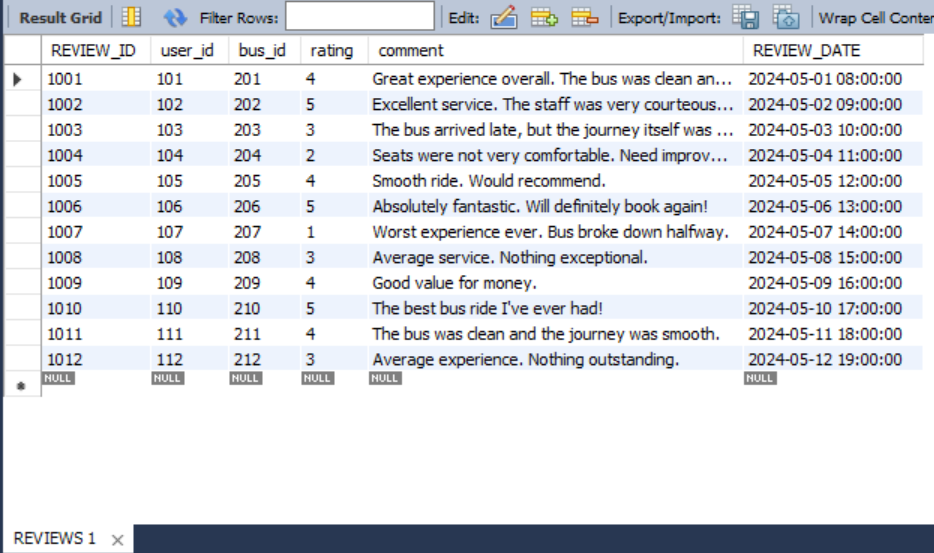 Result Grid Filter Rows: Edit: Export/Import: Wrap Cell Conter
REVIEW_ID user_id bus_id rating comment REVIEW_DATE
1001 101 201 4 Great experience overall. The bus was clean an... 2024-05-01 08:00:00
1002 102 202 5 Excellent service. The staff was very courteous... 2024-05-02 09:00:00
1003 103 203 3 The bus arrived late, but the journey itself was ... 2024-05-03 10:00:00
1004 104 204 2 Seats were not very comfortable. Need improv... 2024-05-04 11:00:00
1005 105 205 4 Smooth ride. Would recommend. 2024-05-05 12:00:00
1006 106 206 5 Absolutely fantastic. Will definitely book again! 2024-05-06 13:00:00
1007 107 207 1 Worst experience ever. Bus broke down halfway. 2024-05-07 14:00:00
1008 108 208 3 Average service. Nothing exceptional. 2024-05-08 15:00:00
1009 109 209 4 Good value for money. 2024-05-09 16:00:00
1010 110 210 5 The best bus ride I've ever had! 2024-05-10 17:00:00
1011 111 211 4 The bus was clean and the journey was smooth. 2024-05-11 18:00:00
1012 112 212 3 Average experience. Nothing outstanding. 2024-05-12 19:00:00
NULL NULL NULL NULL NULL NULL
REVIEWS 1